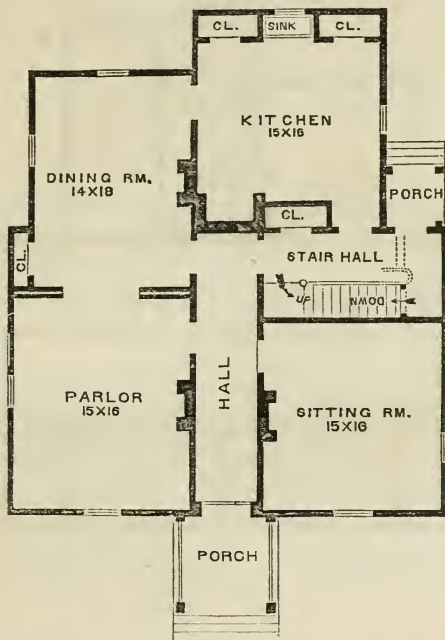 CL.
SINK
CL.
KITCHEN
15X16
DINING RM.
14X18
PORCH
CL.
CL.
STAIR HALL
UP
DOWN
HALL
PARLOR
15X16
SITTING RM.
15X16
PORCH